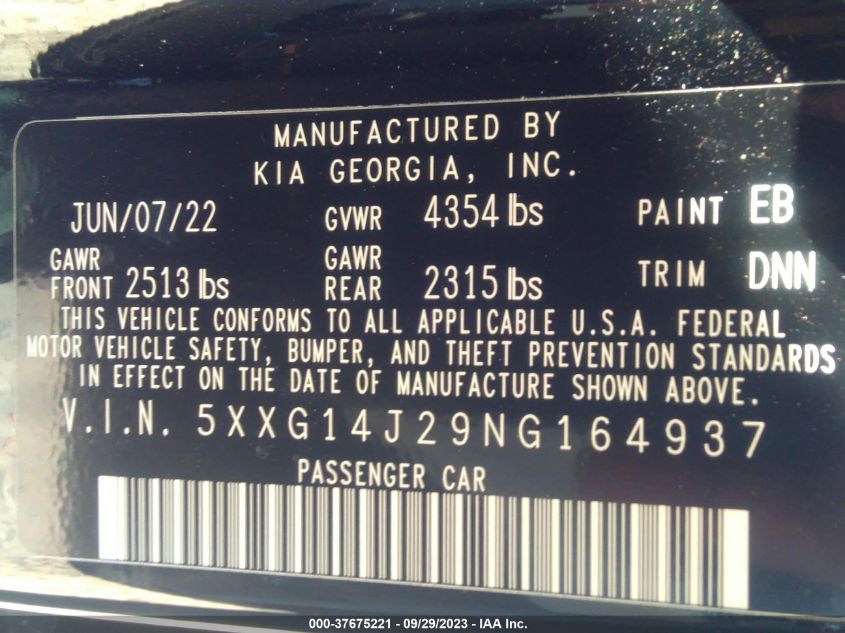 MANUFACTURED BY
KIA GEORGIA, INC.
JUN/07/22 GVWR 4354 lbs PAINT EB
GAWR FRONT 2513 lbs GAWR REAR 2315 lbs TRIM DNN
THIS VEHICLE CONFORMS TO ALL APPLICABLE U.S.A. FEDERAL
MOTOR VEHICLE SAFETY, BUMPER, AND THEFT PREVENTION STANDARDS
IN EFFECT ON THE DATE OF MANUFACTURE SHOWN ABOVE.
V.I.N. 5XXG14J29NG164937
PASSENGER CAR
000-37675221 - 09/29/2023 - IAA Inc.